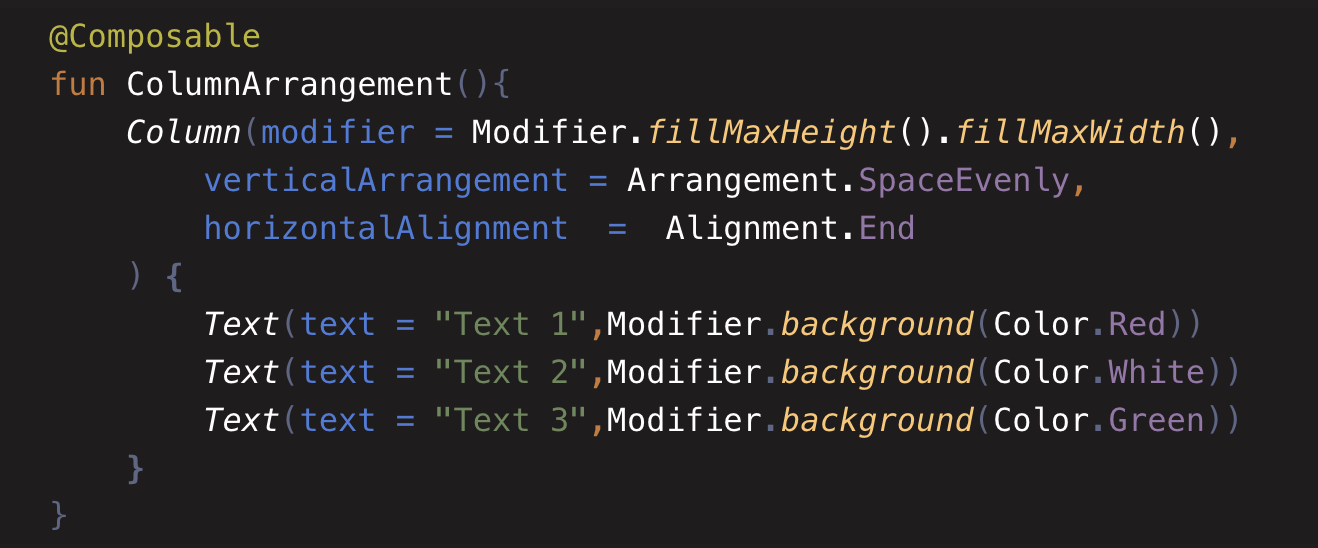 @Composable
fun ColumnArrangement(){
    Column(modifier = Modifier.fillMaxHeight().fillMaxWidth(),
        verticalArrangement = Arrangement.SpaceEvenly,
        horizontalAlignment  =  Alignment.End
    ) {
        Text(text = "Text 1",Modifier.background(Color.Red))
        Text(text = "Text 2",Modifier.background(Color.White))
        Text(text = "Text 3",Modifier.background(Color.Green))
    }
}